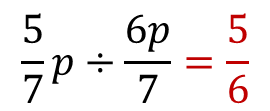 5/7 p ÷ 6p/7 = 5/6